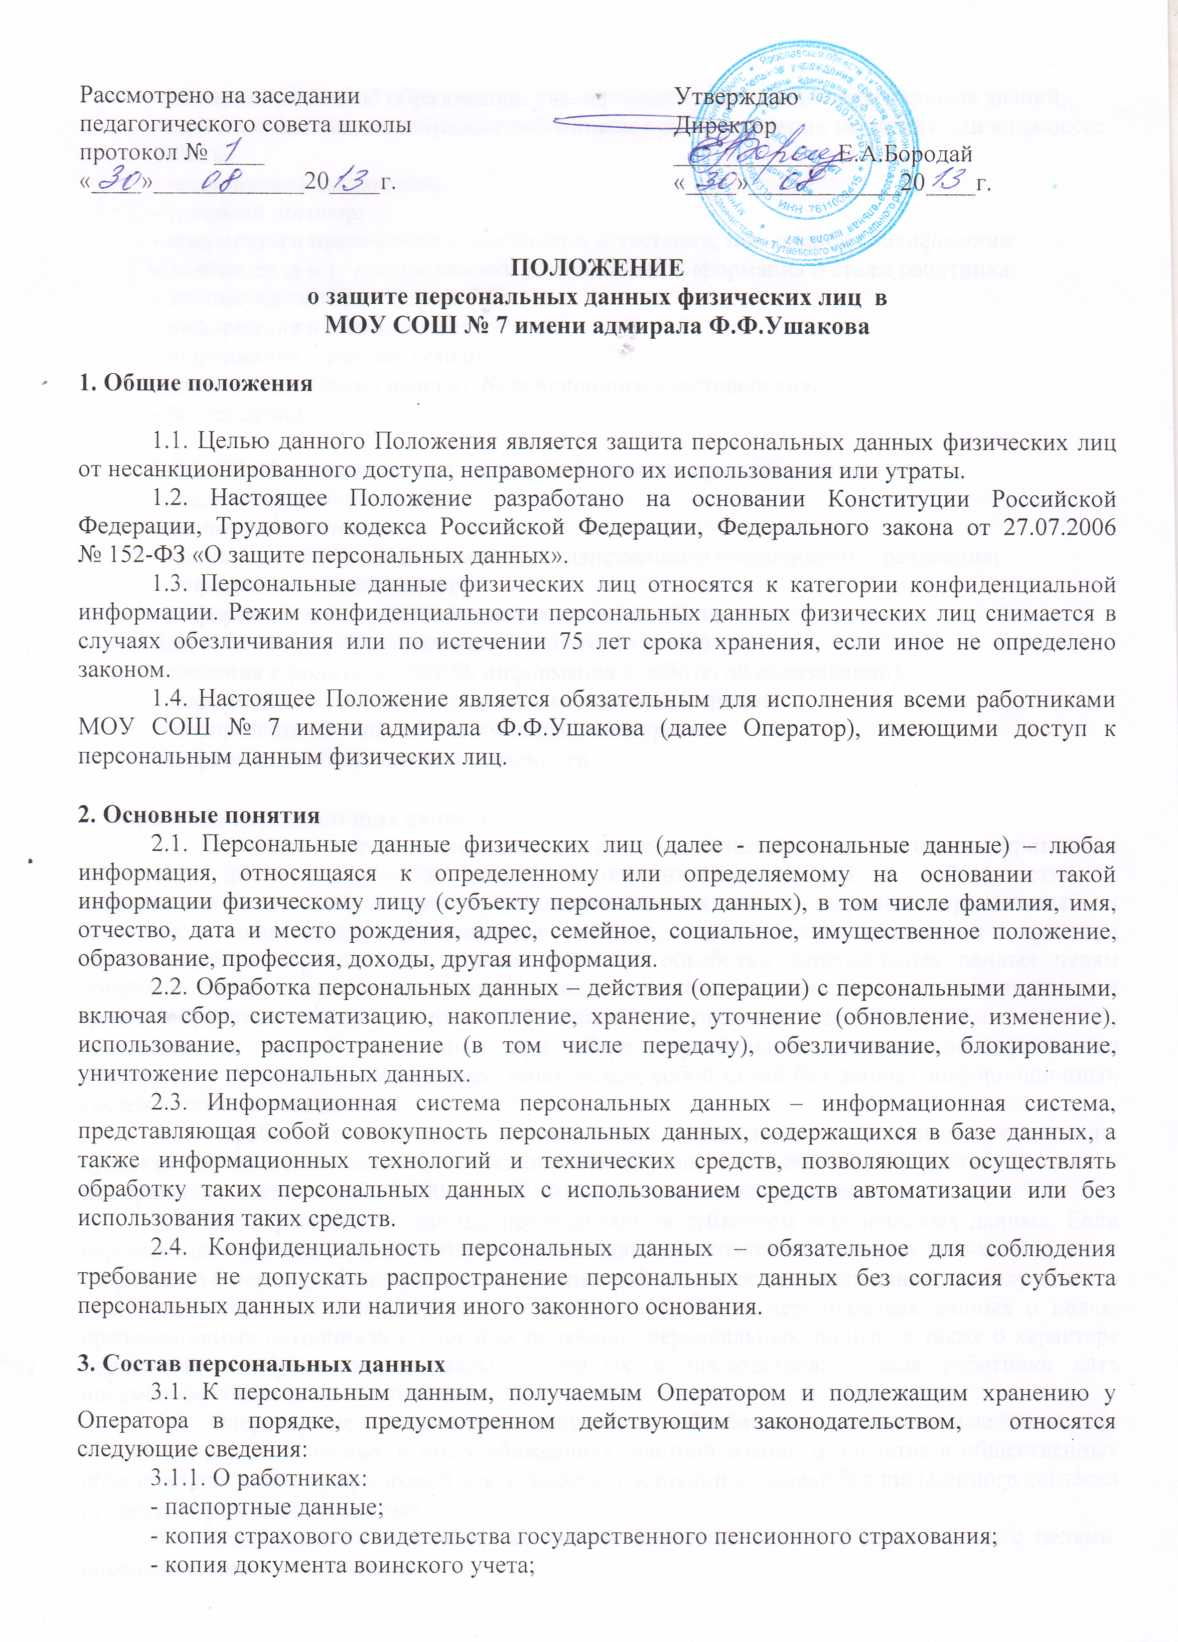 Рассмотрено на заседании
педагогического совета школы
протокол № 1
«30» 08 2013 г.
Утверждаю
Директор
Е.А.Бородай
«30» 08 2013 г.
ПОЛОЖЕНИЕ
о защите персональных данных физических лиц в
МОУ СОШ № 7 имени адмирала Ф.Ф.Ушакова
1. Общие положения
1.1. Целью данного Положения является защита персональных данных физических лиц
от несанкционированного доступа, неправомерного их использования или утраты.
1.2. Настоящее Положение разработано на основании Конституции Российской
Федерации, Трудового кодекса Российской Федерации, Федерального закона от 27.07.2006
№ 152-ФЗ «О защите персональных данных».
1.3. Персональные данные физических лиц относятся к категории конфиденциальной
информации. Режим конфиденциальности персональных данных физических лиц снимается в
случаях обезличивания или по истечении 75 лет срока хранения, если иное не определено
законом.
1.4. Настоящее Положение является обязательным для исполнения всеми работниками
МОУ СОШ № 7 имени адмирала Ф.Ф.Ушакова (далее Оператор), имеющими доступ к
персональным данным физических лиц.
2. Основные понятия
2.1. Персональные данные физических лиц (далее - персональные данные) – любая
информация, относящаяся к определенному или определяемому на основании такой
информации физическому лицу (субъекту персональных данных), в том числе фамилия, имя,
отчество, дата и место рождения, адрес, семейное, социальное, имущественное положение,
образование, профессия, доходы, другая информация.
2.2. Обработка персональных данных – действия (операции) с персональными данными,
включая сбор, систематизацию, накопление, хранение, уточнение (обновление, изменение),
использование, распространение (в том числе передачу), обезличивание, блокирование,
уничтожение персональных данных.
2.3. Информационная система персональных данных – информационная система,
представляющая собой совокупность персональных данных, содержащихся в базе данных, а
также информационных технологий и технических средств, позволяющих осуществлять
обработку таких персональных данных с использованием средств автоматизации или без
использования таких средств.
2.4. Конфиденциальность персональных данных – обязательное для соблюдения
требование не допускать распространение персональных данных без согласия субъекта
персональных данных или наличия иного законного основания.
3. Состав персональных данных
3.1. К персональным данным, получаемым Оператором и подлежащим хранению у
Оператора в порядке, предусмотренном действующим законодательством, относятся
следующие сведения:
3.1.1. О работниках:
- паспортные данные;
- копия страхового свидетельства государственного пенсионного страхования;
- копия документа воинского учета;